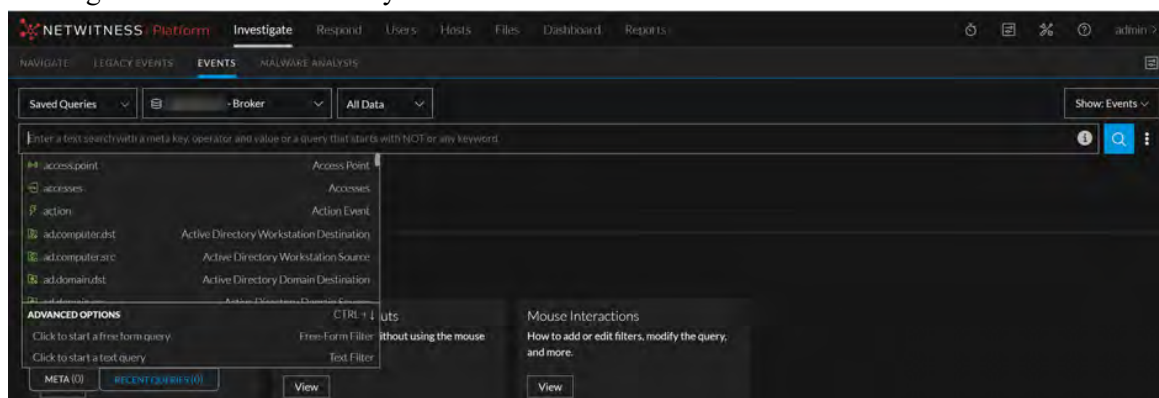 NETWITNESS Platform Investigate Respond Users Hosts Files Dashboard Reports admin >
NAVIGATE LEGACY EVENTS EVENTS MALWARE ANALYSIS
Saved Queries - Broker All Data Show: Events
Enter a text search with a meta key, operator and value or a query that starts with NOT or any keyword
access.point Access Point
accesses Accesses
action Action Event
ad.computer.dst Active Directory Workstation Destination
ad.computer.src Active Directory Workstation Source
ad.domain.dst Active Directory Domain Destination
ADVANCED OPTIONS CTRL + ↓ uts Mouse Interactions
Click to start a free form query Free-Form Filter ithout using the mouse How to add or edit filters, modify the query,
Click to start a text query Text Filter and more.
META (0) RECENT QUERIES (0) View View